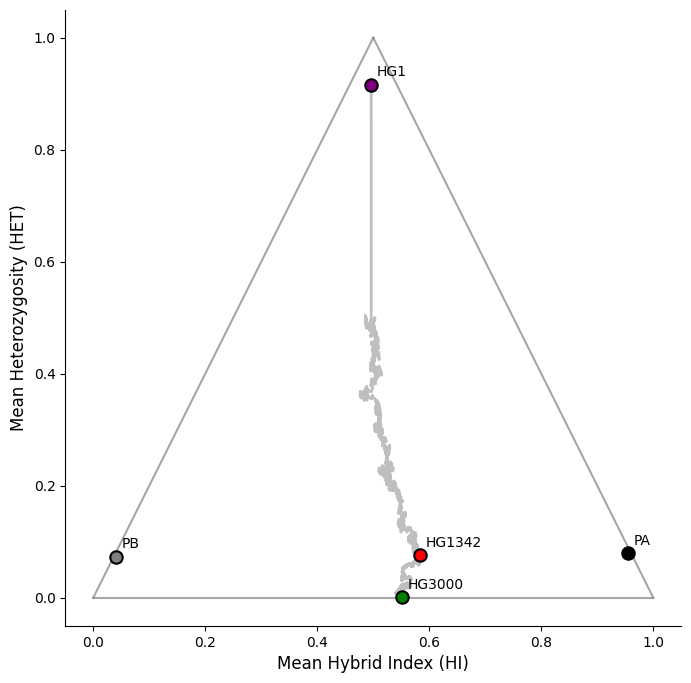 1.0
HG1
0.8
0.6
0.4
0.2
0.0
Mean Heterozygosity (HET)
PB
HG1342
PA
HG3000
0.0 0.2 0.4 0.6 0.8 1.0
Mean Hybrid Index (HI)